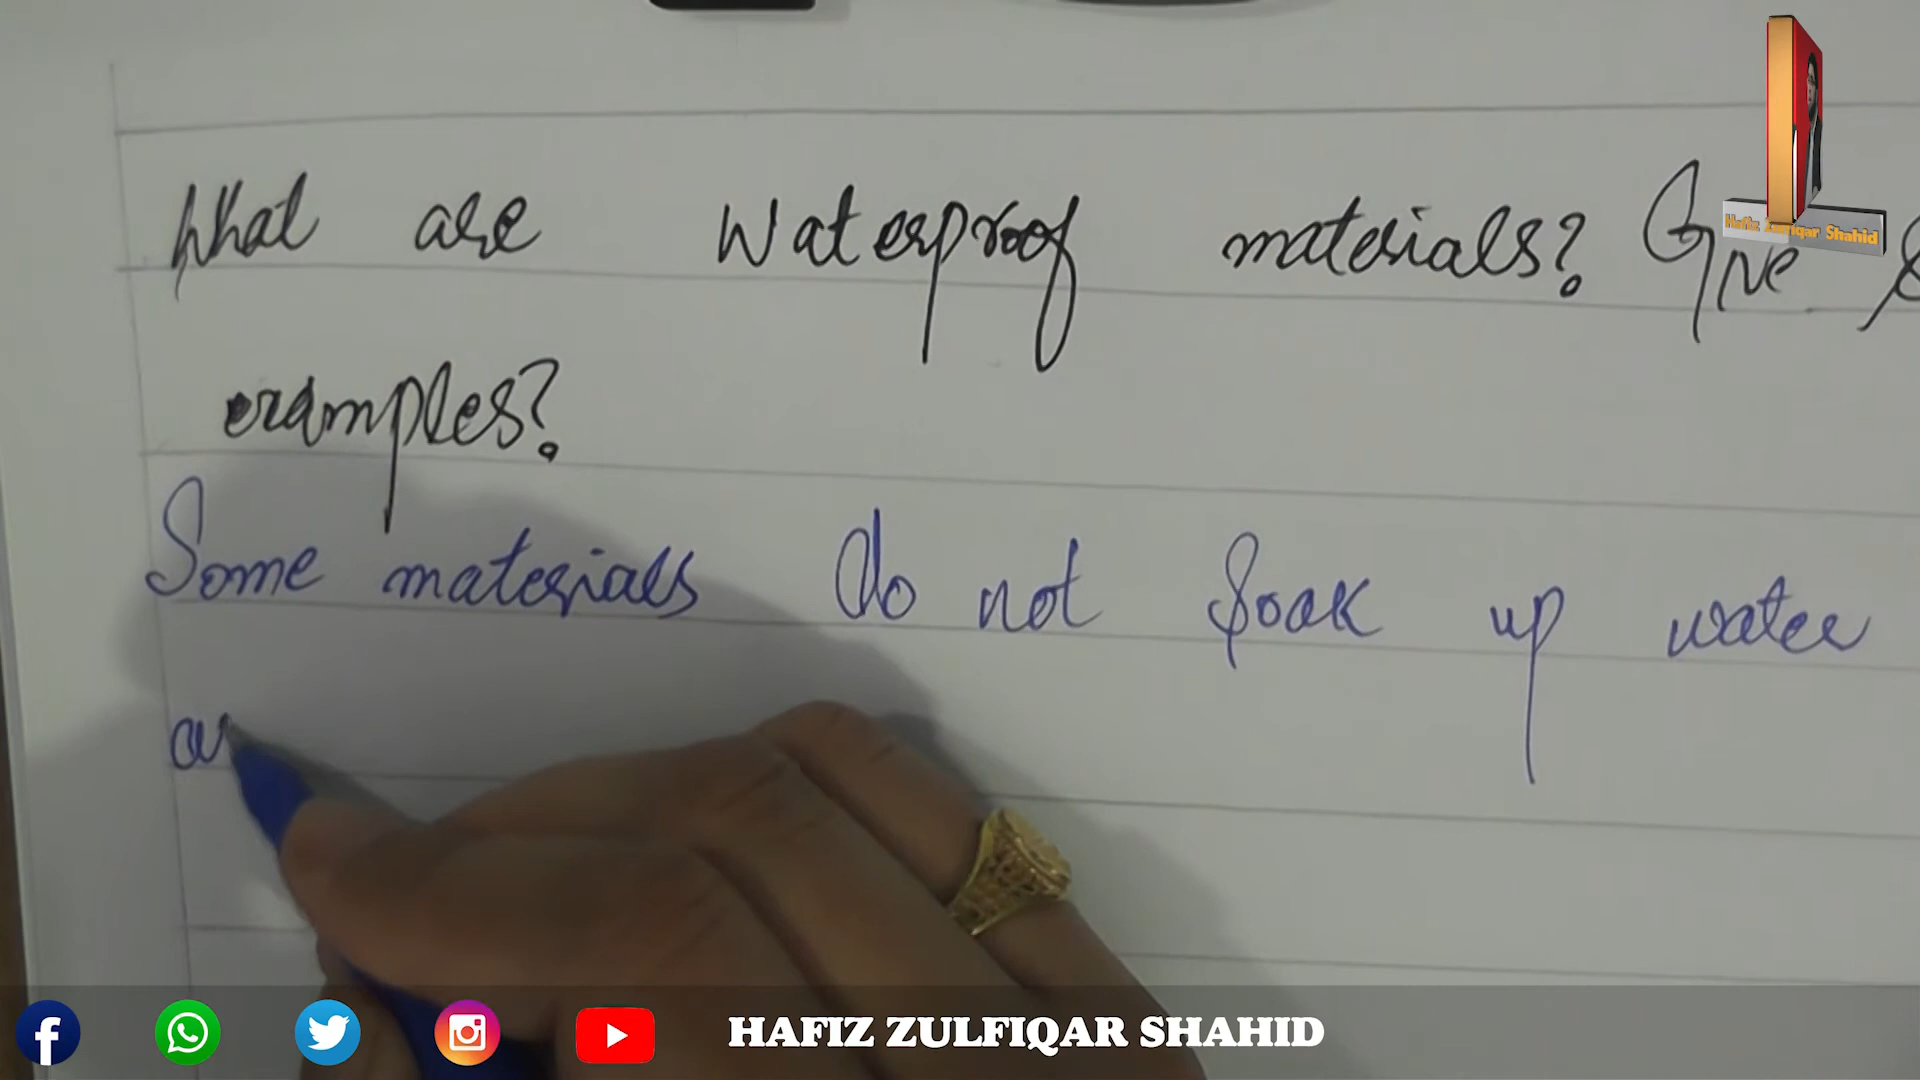 What are Waterproof materials? Give
examples?
Some materials do not soak up water
Hafiz Zulfiqar Shahid
HAFIZ ZULFIQAR SHAHID